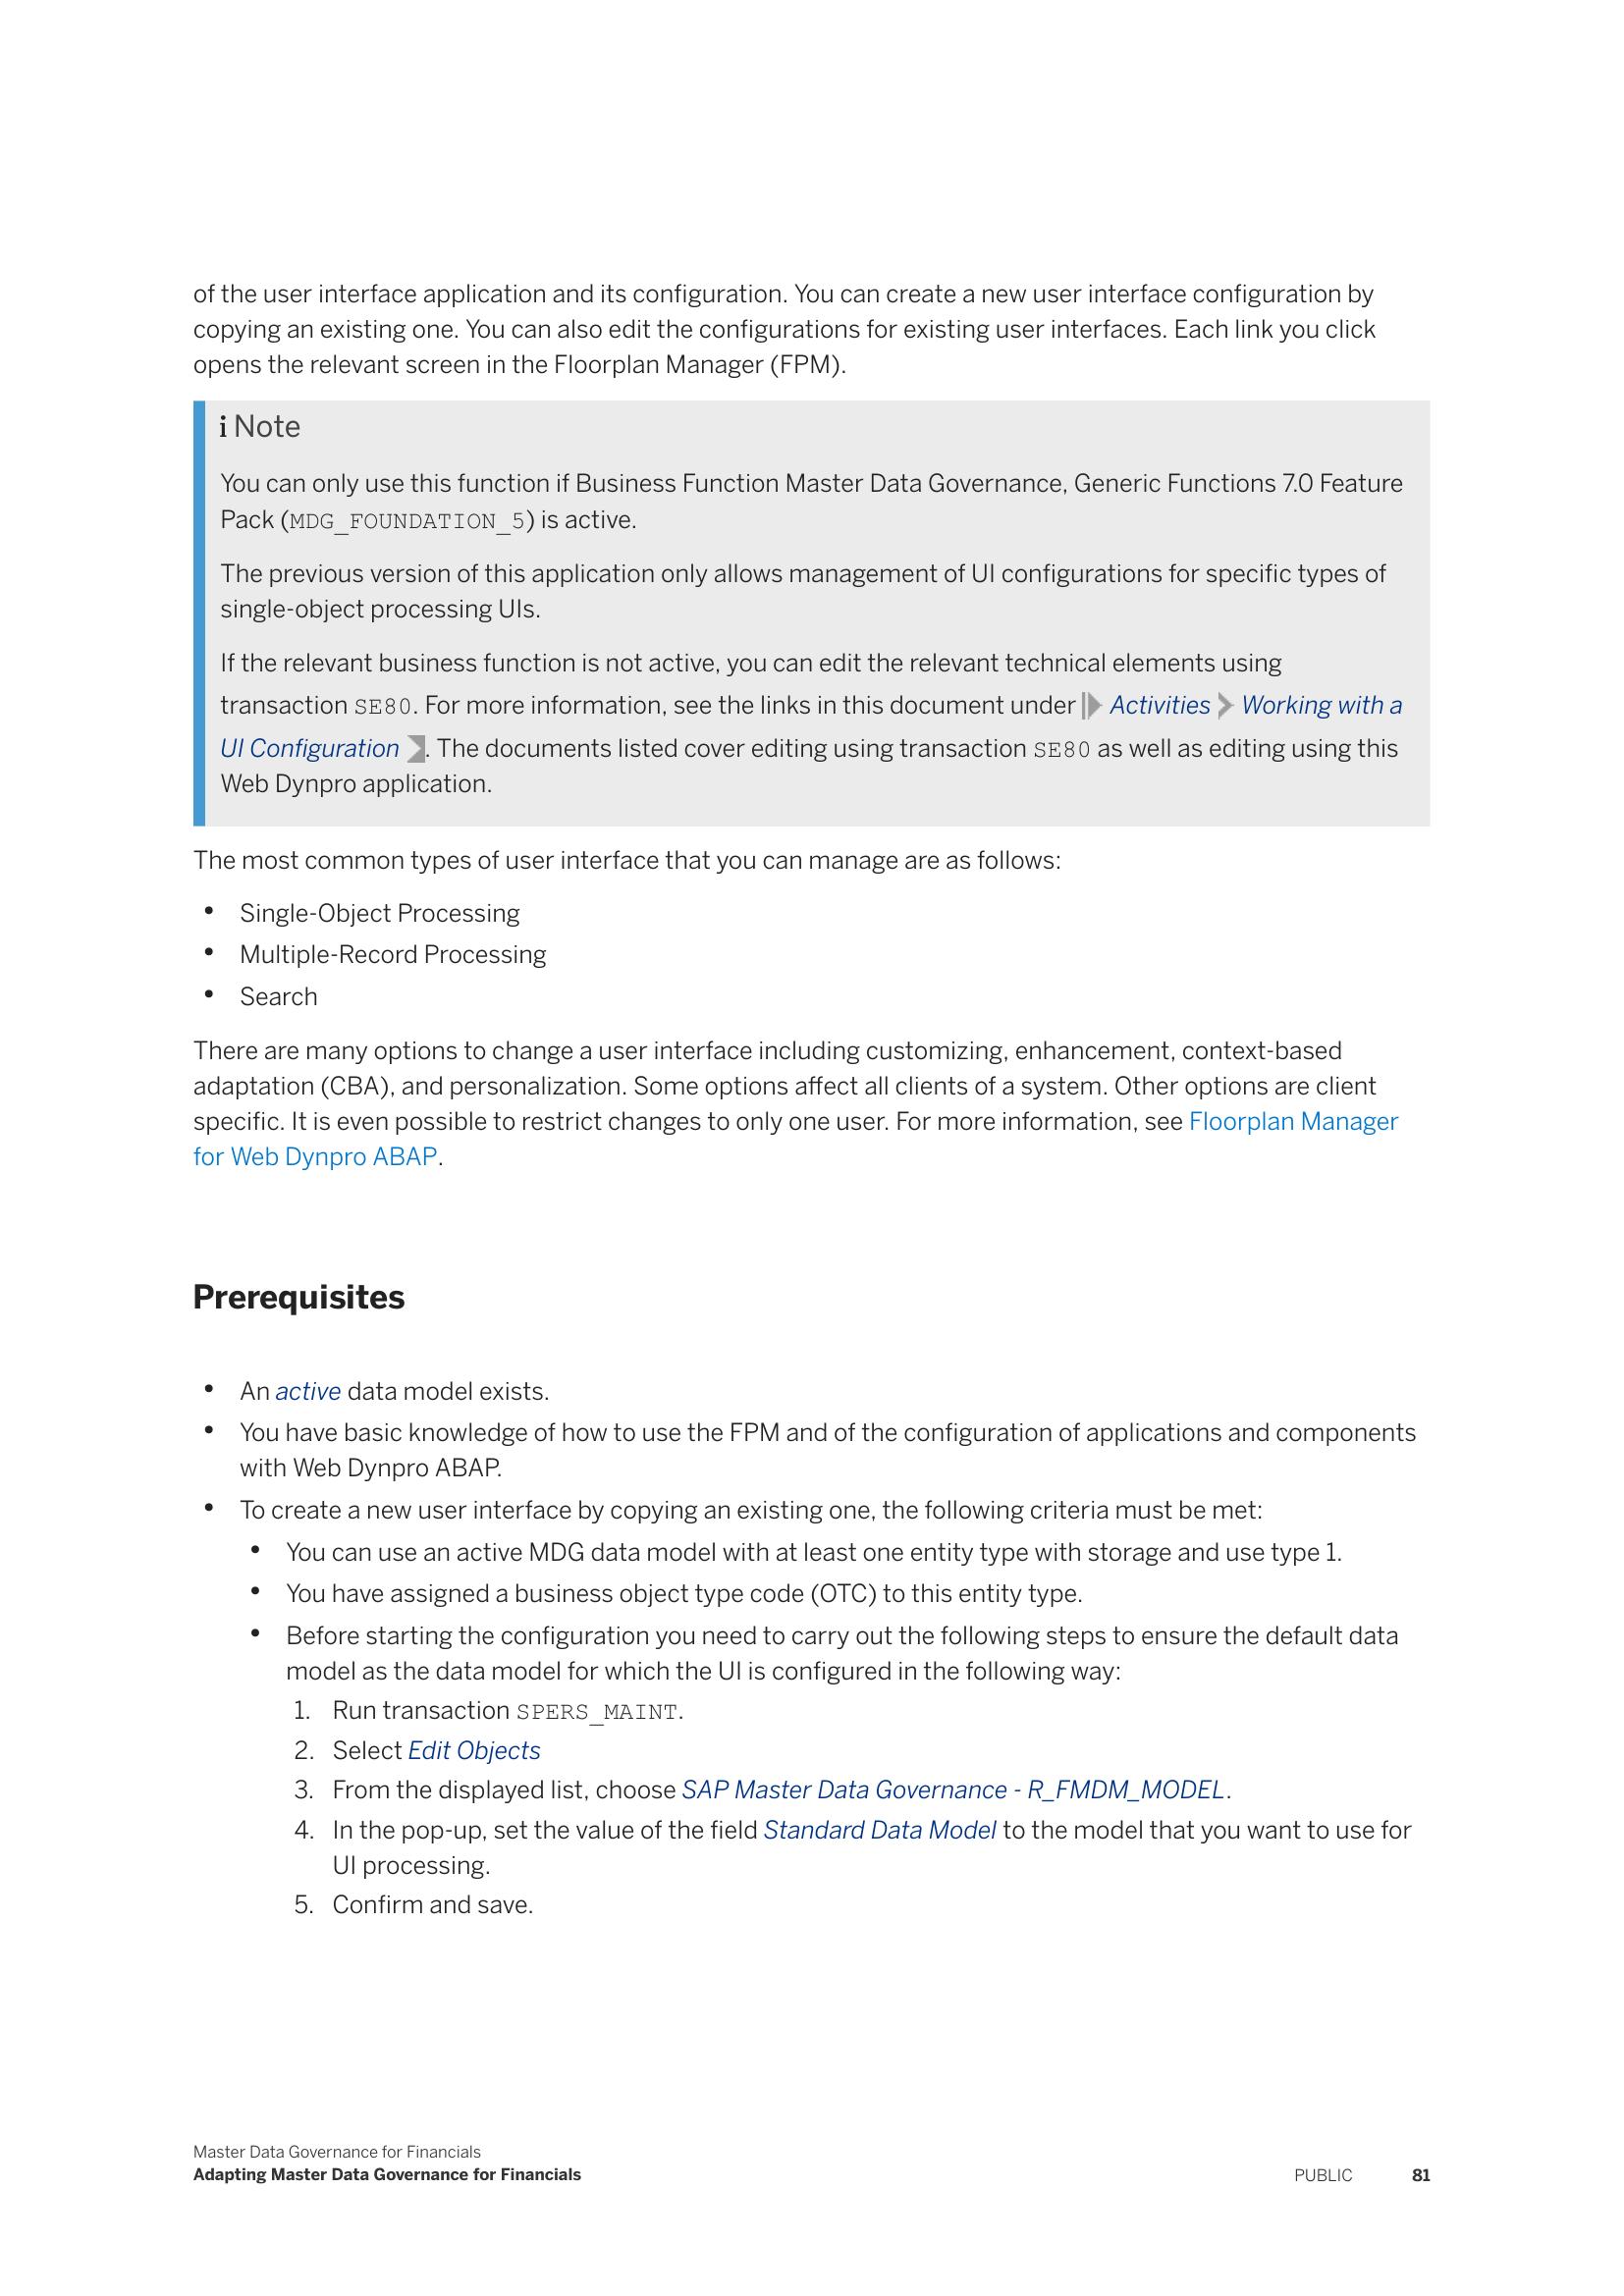 of the user interface application and its configuration. You can create a new user interface configuration by
copying an existing one. You can also edit the configurations for existing user interfaces. Each link you click
opens the relevant screen in the Floorplan Manager (FPM).
i Note
You can only use this function if Business Function Master Data Governance, Generic Functions 7.0 Feature
Pack (MDG_FOUNDATION_5) is active.
The previous version of this application only allows management of UI configurations for specific types of
single-object processing UIs.
If the relevant business function is not active, you can edit the relevant technical elements using
transaction SE80. For more information, see the links in this document under Activities Working with a
UI Configuration . The documents listed cover editing using transaction SE80 as well as editing using this
Web Dynpro application.
The most common types of user interface that you can manage are as follows:
• Single-Object Processing
• Multiple-Record Processing
• Search
There are many options to change a user interface including customizing, enhancement, context-based
adaptation (CBA), and personalization. Some options affect all clients of a system. Other options are client
specific. It is even possible to restrict changes to only one user. For more information, see Floorplan Manager
for Web Dynpro ABAP.
Prerequisites
• An active data model exists.
• You have basic knowledge of how to use the FPM and of the configuration of applications and components
with Web Dynpro ABAP.
• To create a new user interface by copying an existing one, the following criteria must be met:
• You can use an active MDG data model with at least one entity type with storage and use type 1.
• You have assigned a business object type code (OTC) to this entity type.
• Before starting the configuration you need to carry out the following steps to ensure the default data
model as the data model for which the UI is configured in the following way:
1. Run transaction SPERS_MAINT.
2. Select Edit Objects
3. From the displayed list, choose SAP Master Data Governance - R_FMDM_MODEL.
4. In the pop-up, set the value of the field Standard Data Model to the model that you want to use for
UI processing.
5. Confirm and save.
Master Data Governance for Financials
Adapting Master Data Governance for Financials PUBLIC 81